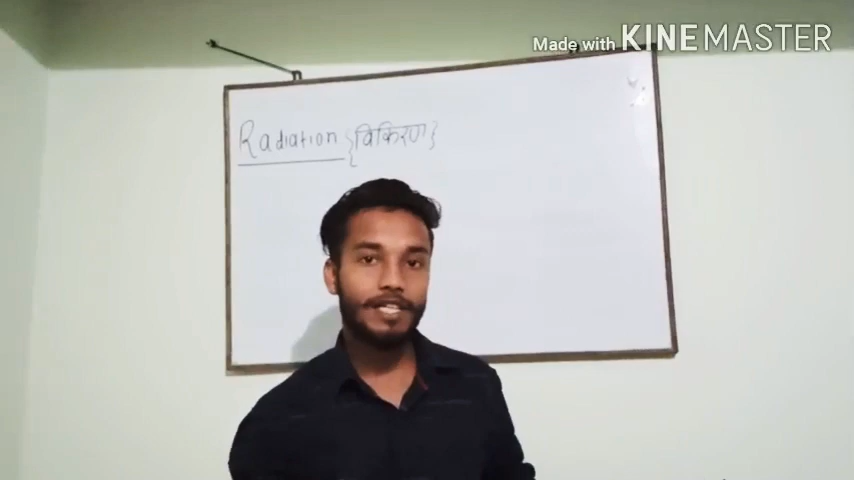 Made with KINEMASTER
Radiation {विकिरण}